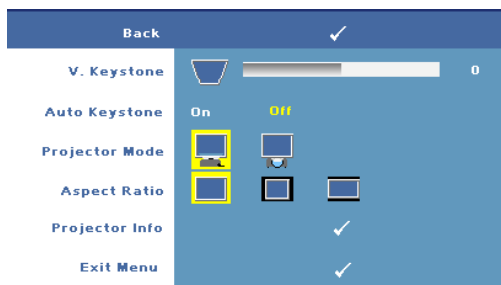 Back
V. Keystone 0
Auto Keystone On Off
Projector Mode
Aspect Ratio
Projector Info
Exit Menu